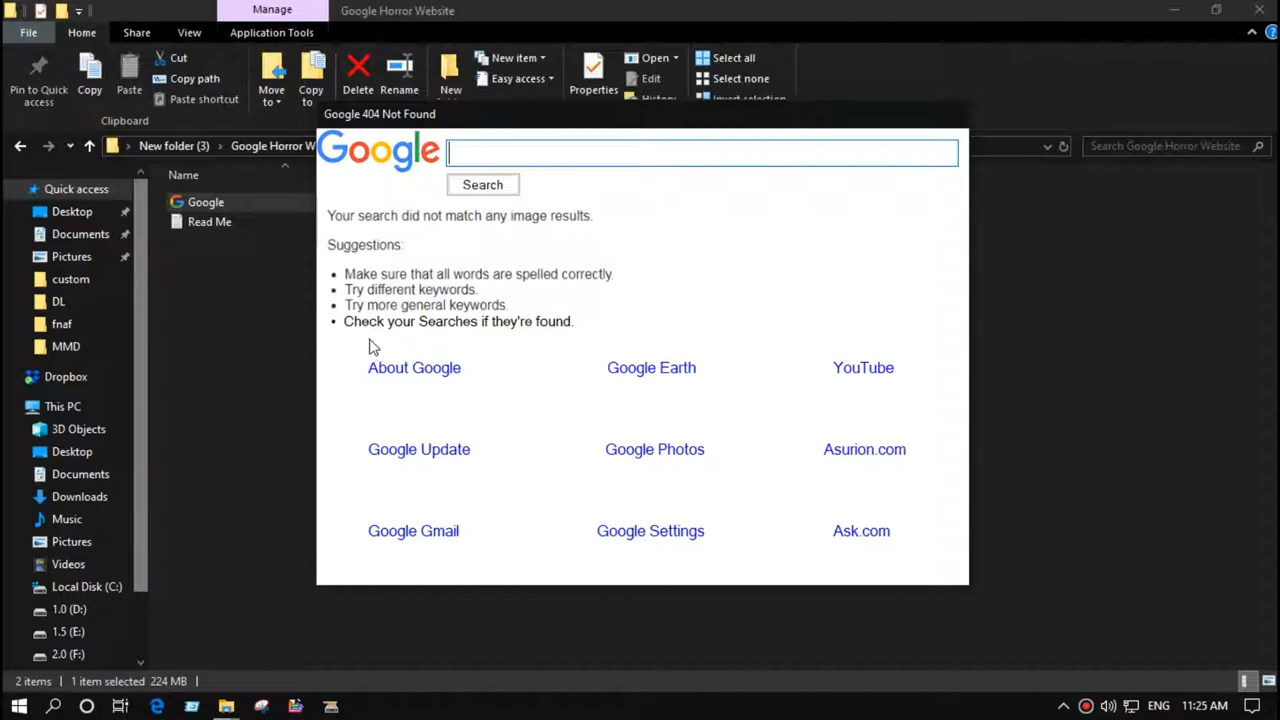 Manage
Google Horror Website
File
Home
Share
View
Application Tools
Pin to Quick access
Copy
Paste
Cut
Copy path
Paste shortcut
Clipboard
Move to
Copy to
Delete
Rename
New
New item
Easy access
Properties
Open
Edit
History
Select all
Select none
Invert selection
New folder (3)
Google Horror W
Search Google Horror Website
Google 404 Not Found
Google
Search
Your search did not match any image results.
Suggestions:
• Make sure that all words are spelled correctly.
• Try different keywords.
• Try more general keywords.
• Check your Searches if they're found.
About Google
Google Earth
YouTube
Google Update
Google Photos
Asurion.com
Google Gmail
Google Settings
Ask.com
Name
Google
Read Me
Quick access
Desktop
Documents
Pictures
custom
DL
fnaf
MMD
Dropbox
This PC
3D Objects
Desktop
Documents
Downloads
Music
Pictures
Videos
Local Disk (C:)
1.0 (D:)
1.5 (E:)
2.0 (F:)
2 items
1 item selected 224 MB
ENG
11:25 AM